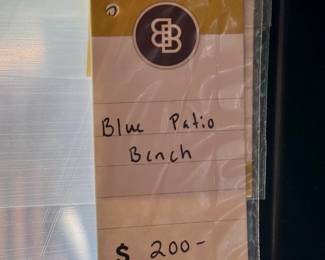 Blue Patio
Bench
$ 200-